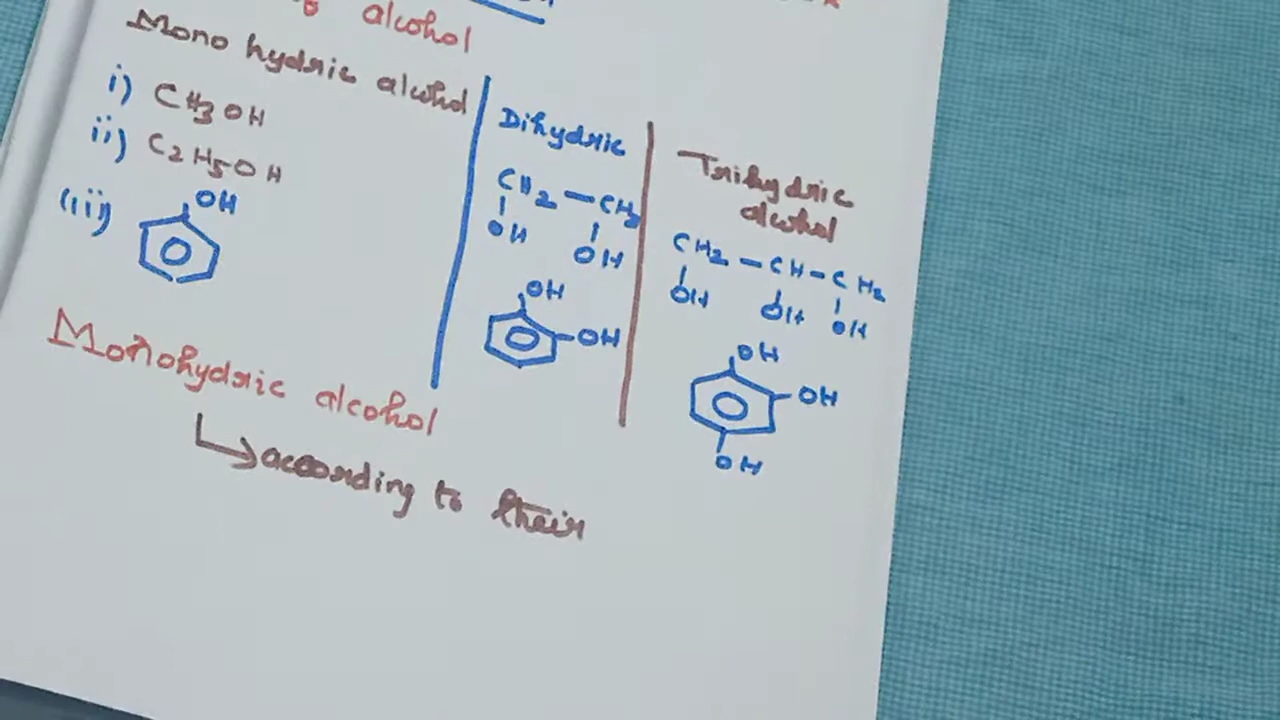 alcohol
Mono hydric alcohol
i) CH3OH
ii) C2H5OH
(iii)
OH
Dihydric
CH2 — CH2
OH OH
OH
OH
Trihydric
alcohol
CH2 — CH - CH2
OH OH OH
OH
OH
OH
Monohydric alcohol
according to their